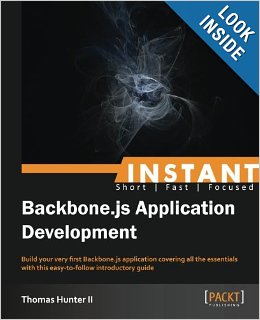 LOOK
INSIDE
INSTANT
Short | Fast | Focused
Backbone.js Application
Development
Build your very first Backbone.js application covering all the essentials
with this easy-to-follow introductory guide
Thomas Hunter II
[PACKT]
PUBLISHING